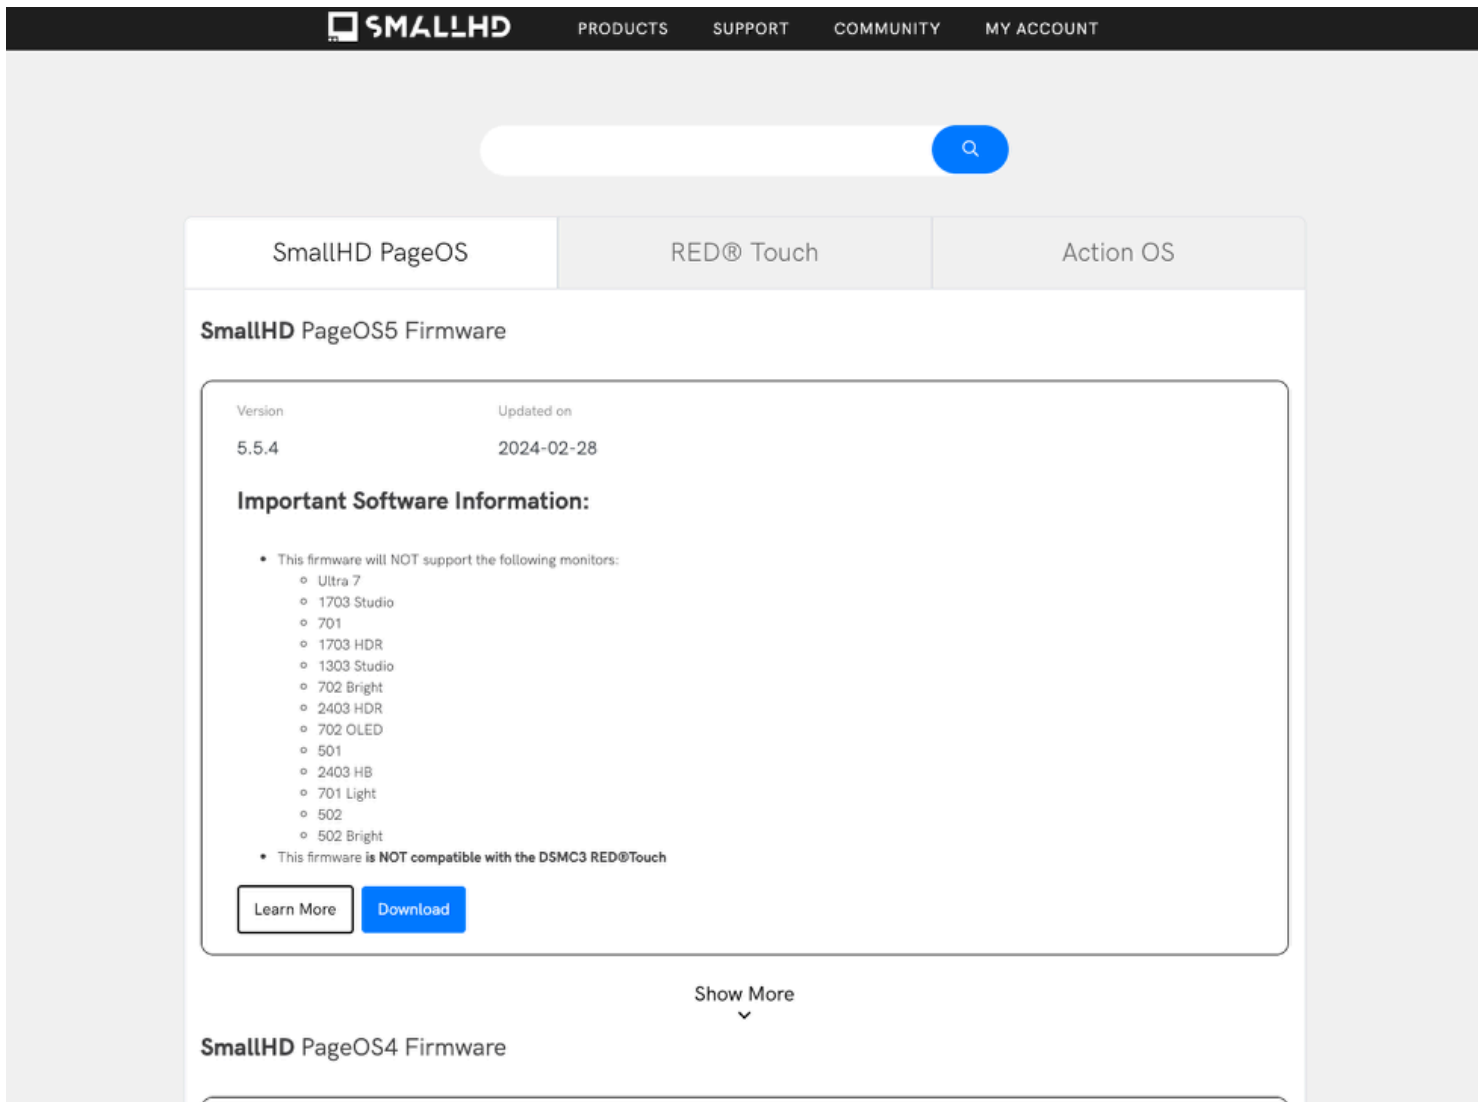 SMALLHD PRODUCTS SUPPORT COMMUNITY MY ACCOUNT
SmallHD PageOS RED® Touch Action OS
SmallHD PageOS5 Firmware
Version Updated on
5.5.4 2024-02-28
Important Software Information:
• This firmware will NOT support the following monitors:
Ultra 7
1703 Studio
701
1703 HDR
1303 Studio
702 Bright
2403 HDR
702 OLED
501
2403 HB
701 Light
502
502 Bright
• This firmware is NOT compatible with the DSMC3 RED®Touch
Learn More Download
Show More
SmallHD PageOS4 Firmware